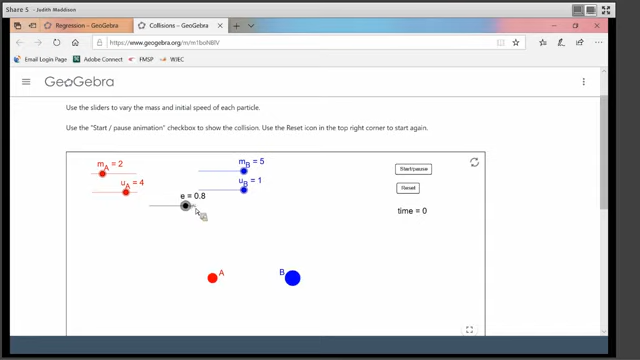 Share 5 - Judith Maddison
Regression – GeoGebra
Collisions – GeoGebra
https://www.geogebra.org/m/m1boNBlV
Email Login Page
Document Centre
FMSP
WJEC
GeoGebra
Use the sliders to vary the mass and initial speed of each particle.
Use the "Start / pause animation" checkbox to show the collision. Use the Reset icon in the top right corner to start again.
mA = 2
mB = 5
Start/pause
uA = 4
uB = 1
Reset
e = 0.8
time = 0
A
B